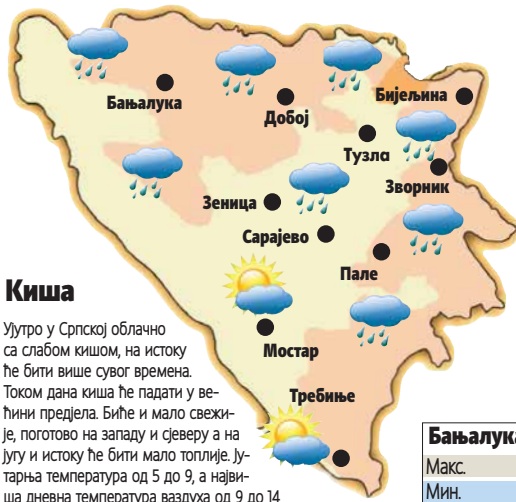 Бањалука
Добој
Бијељина
Тузла
Зворник
Зеница
Сарајево
Пале
Мостар
Требиње
Киша
Ујутро у Српској облачно
са слабом кишом, на истоку
ће бити више сувог времена.
Током дана киша ће падати у ве-
ћини предјела. Биће и мало свежи-
је, поготово на западу и сјеверу а на
југу и истоку ће бити мало топлије. Ју-
тарња температура од 5 до 9, а најви-
ша дневна температура ваздуха од 9 до 14
Бањалука
Макс.
Мин.